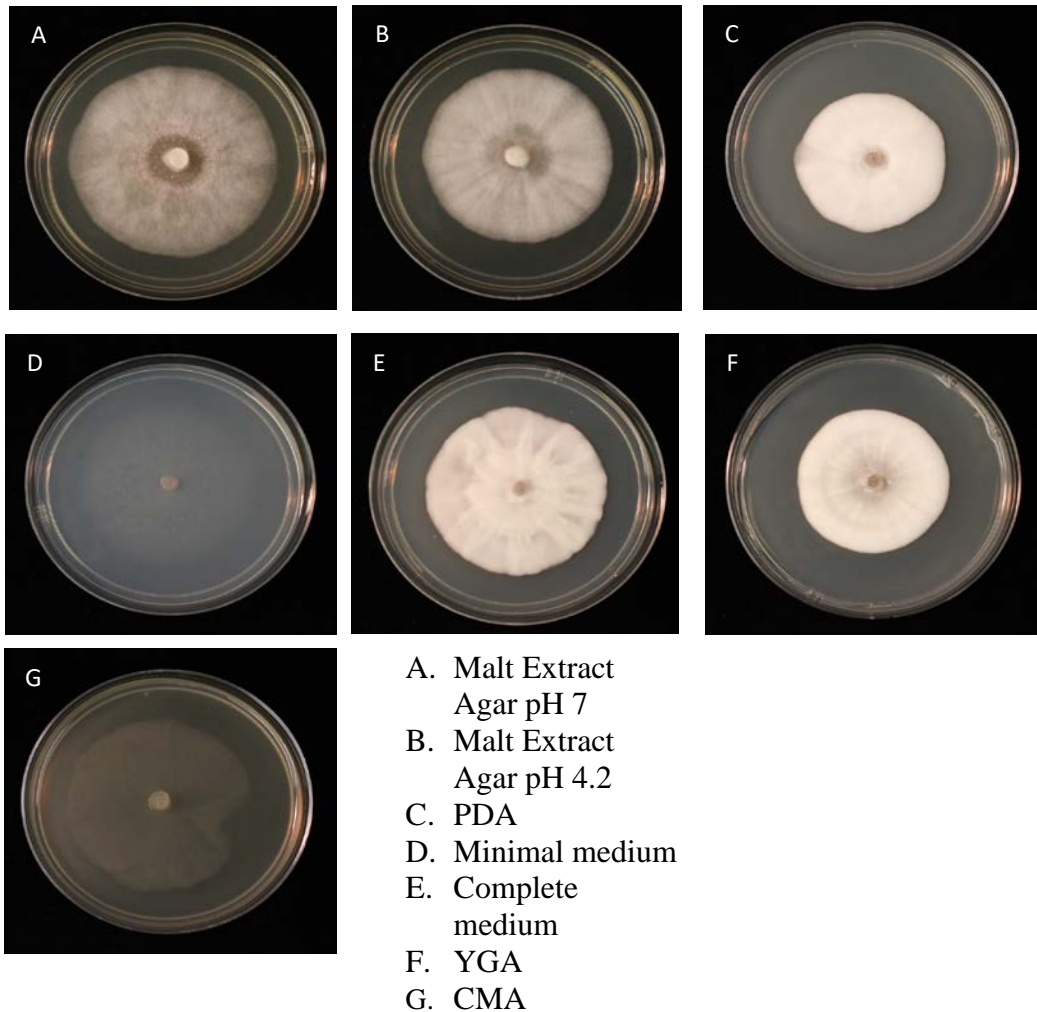 A
B
C
D
E
F
G
A. Malt Extract
Agar pH 7
B. Malt Extract
Agar pH 4.2
C. PDA
D. Minimal medium
E. Complete
medium
F. YGA
G. CMA